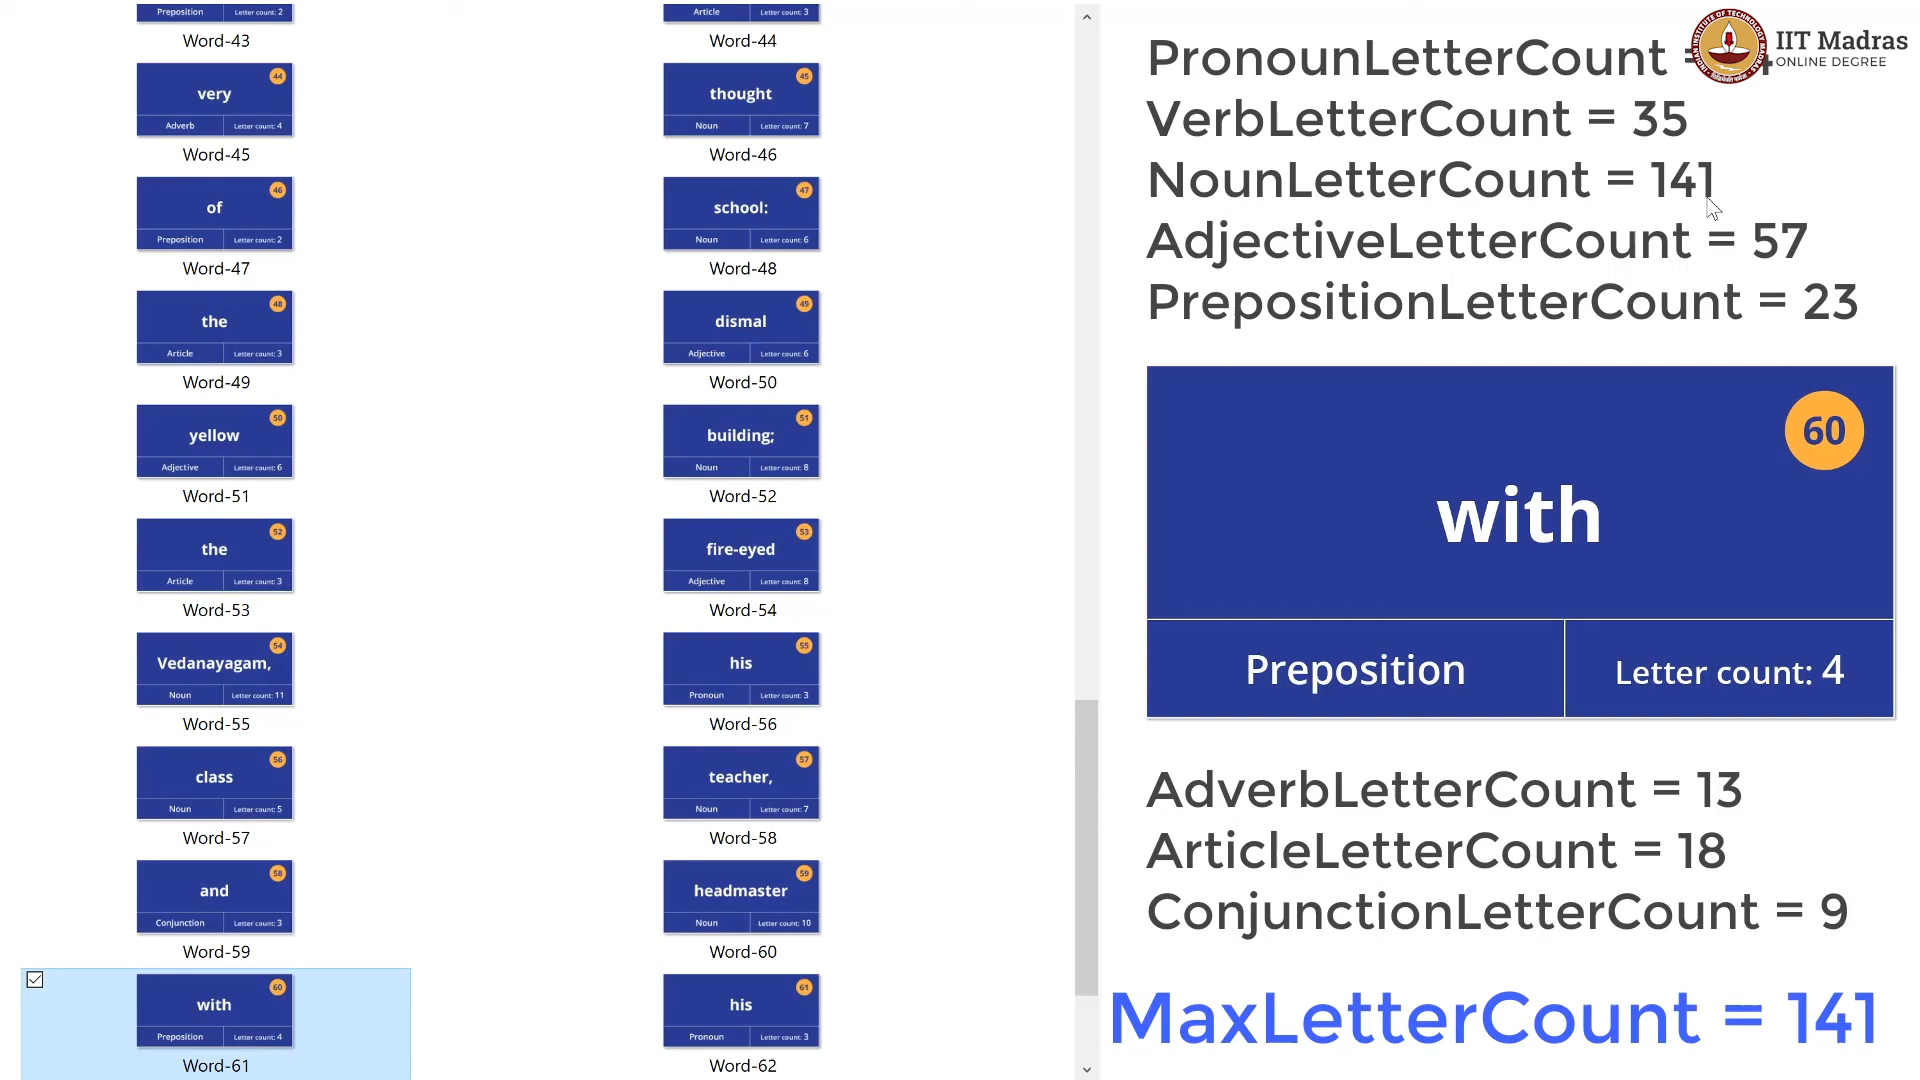 Preposition Letter count: 2
Word-43
Article Letter count: 3
Word-44
44
very
Adverb Letter count: 4
Word-45
45
thought
Noun Letter count: 7
Word-46
46
of
Preposition Letter count: 2
Word-47
47
school:
Noun Letter count: 6
Word-48
48
the
Article Letter count: 3
Word-49
49
dismal
Adjective Letter count: 6
Word-50
50
yellow
Adjective Letter count: 6
Word-51
51
building;
Noun Letter count: 8
Word-52
52
the
Article Letter count: 3
Word-53
53
fire-eyed
Adjective Letter count: 8
Word-54
54
Vedanayagam,
Noun Letter count: 11
Word-55
55
his
Pronoun Letter count: 3
Word-56
56
class
Noun Letter count: 5
Word-57
57
teacher,
Noun Letter count: 7
Word-58
58
and
Conjunction Letter count: 3
Word-59
59
headmaster
Noun Letter count: 10
Word-60
60
with
Preposition Letter count: 4
Word-61
61
his
Pronoun Letter count: 3
Word-62
PronounLetterCount
VerbLetterCount = 35
NounLetterCount = 141
AdjectiveLetterCount = 57
PrepositionLetterCount = 23
60
with
Preposition Letter count: 4
AdverbLetterCount = 13
ArticleLetterCount = 18
ConjunctionLetterCount = 9
MaxLetterCount = 141
IIT Madras
ONLINE DEGREE